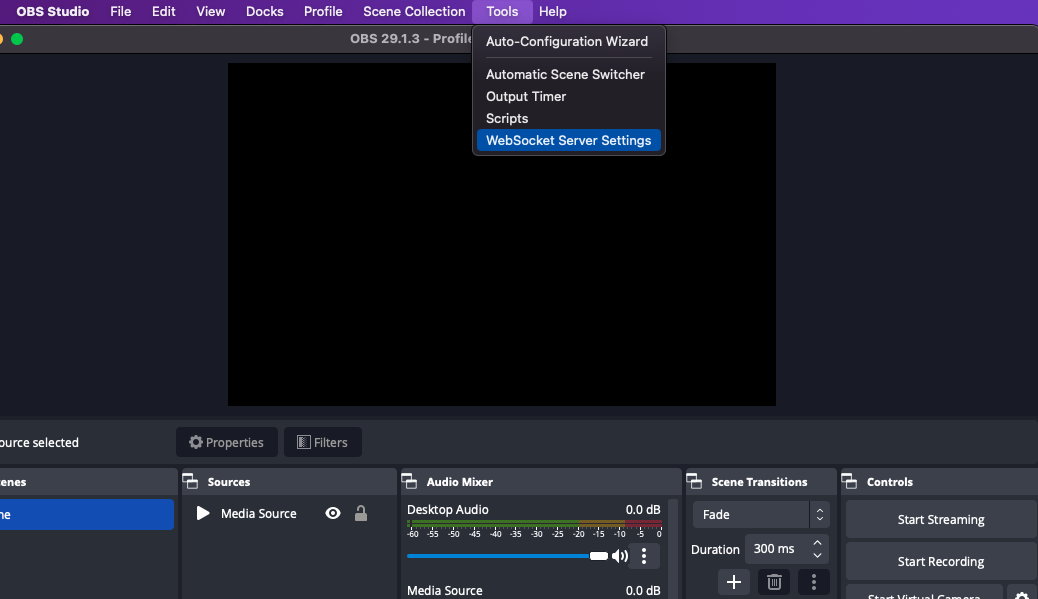 OBS Studio File Edit View Docks Profile Scene Collection Tools Help
OBS 29.1.3 - Profile
Auto-Configuration Wizard
Automatic Scene Switcher
Output Timer
Scripts
WebSocket Server Settings
ource selected
Properties
Filters
enes
ne
Sources
Media Source
Audio Mixer
Desktop Audio 0.0 dB
-60 -55 -50 -45 -40 -35 -30 -25 -20 -15 -10 -5 0
Media Source 0.0 dB
Scene Transitions
Fade
Duration 300 ms
Controls
Start Streaming
Start Recording
Start Virtual Camera